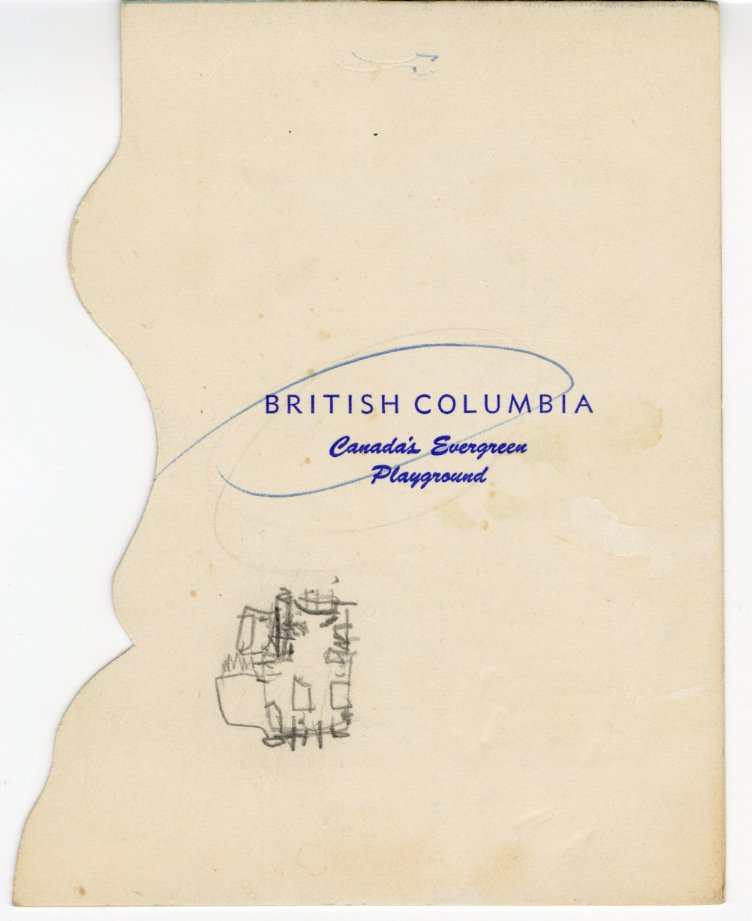 BRITISH COLUMBIA
Canada's Evergreen
Playground